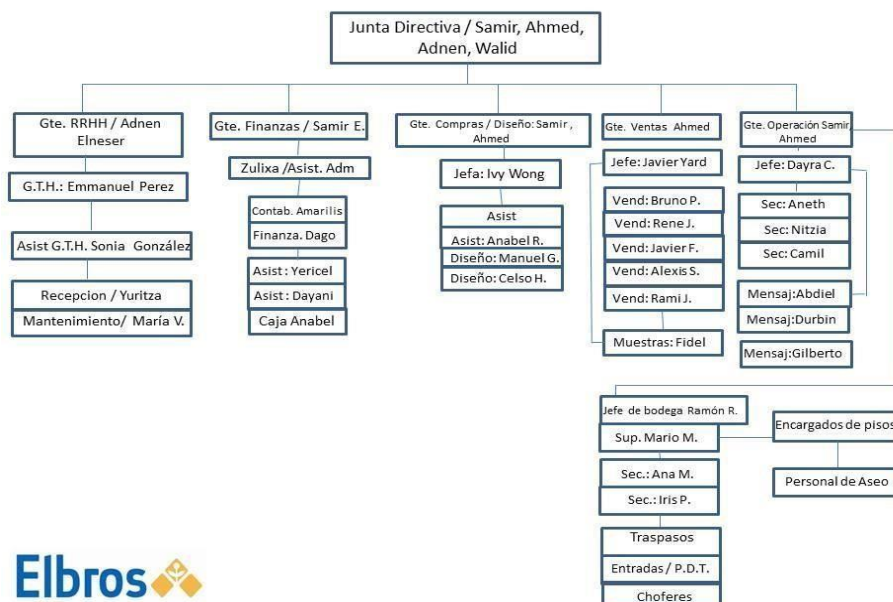 Junta Directiva / Samir, Ahmed,
Adnen, Walid
Gte. RRHH / Adnen
Elneser
G.T.H.: Emmanuel Perez
Asist G.T.H. Sonia González
Recepcion / Yuritza
Mantenimiento/ María V.
Gte. Finanzas / Samir E.
Zulixa /Asist. Adm
Contab. Amarilis
Finanza. Dago
Asist : Yericel
Asist : Dayani
Caja Anabel
Gte. Compras / Diseño: Samir ,
Ahmed
Jefa: Ivy Wong
Asist
Asist: Anabel R.
Diseño: Manuel G.
Diseño: Celso H.
Gte. Ventas Ahmed
Jefe: Javier Yard
Vend: Bruno P.
Vend: Rene J.
Vend: Javier F.
Vend: Alexis S.
Vend: Rami J.
Muestras: Fidel
Gte. Operación Samir,
Ahmed
Jefe: Dayra C.
Sec: Aneth
Sec: Nitzia
Sec: Camil
Mensaj:Abdiel
Mensaj:Durbin
Mensaj:Gilberto
Jefe de bodega Ramón R.
Sup. Mario M.
Sec.: Ana M.
Sec.: Iris P.
Traspasos
Entradas / P.D.T.
Choferes
Encargados de pisos
Personal de Aseo
Elbros